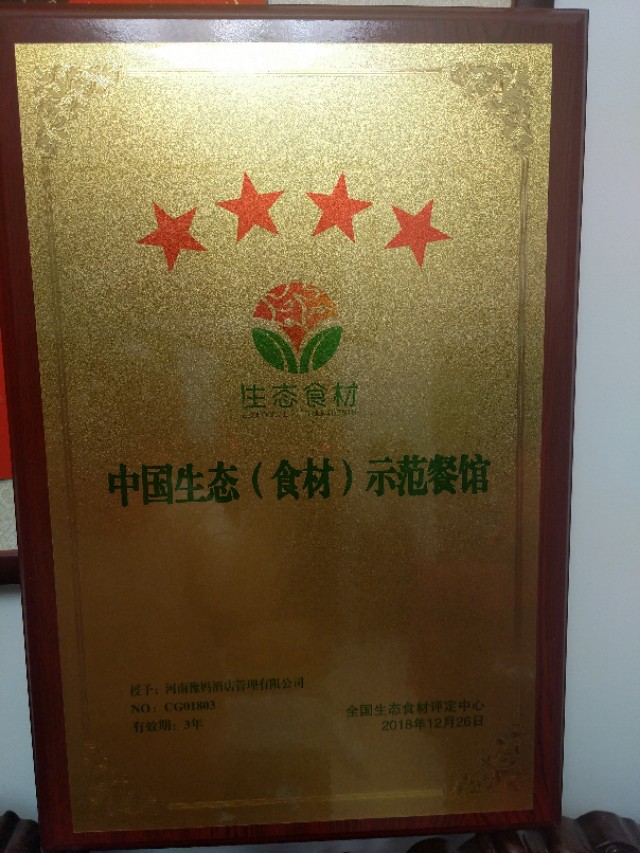 生态食材
中国生态（食材）示范餐馆
授予：河南豫妈酒店管理有限公司
NO：CG01803
有效期：3年
全国生态食材评定中心
2018年12月26日